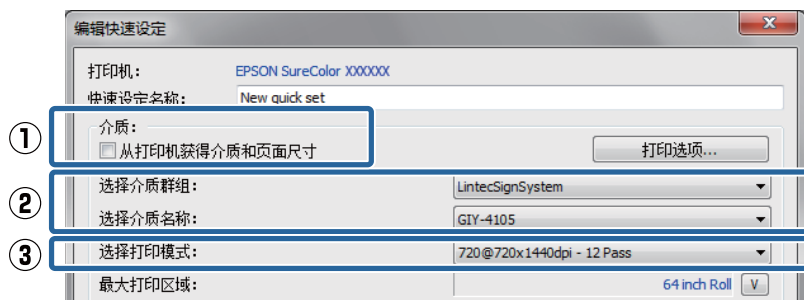 编辑快速设定
打印机： EPSON SureColor XXXXXX
快速设定名称： New quick set
① 介质：
从打印机获得介质和页面尺寸 打印选项...
② 选择介质群组： LintecSignSystem
选择介质名称： GIY-4105
③ 选择打印模式： 720@720x1440dpi - 12 Pass
最大打印区域： 64 inch Roll V